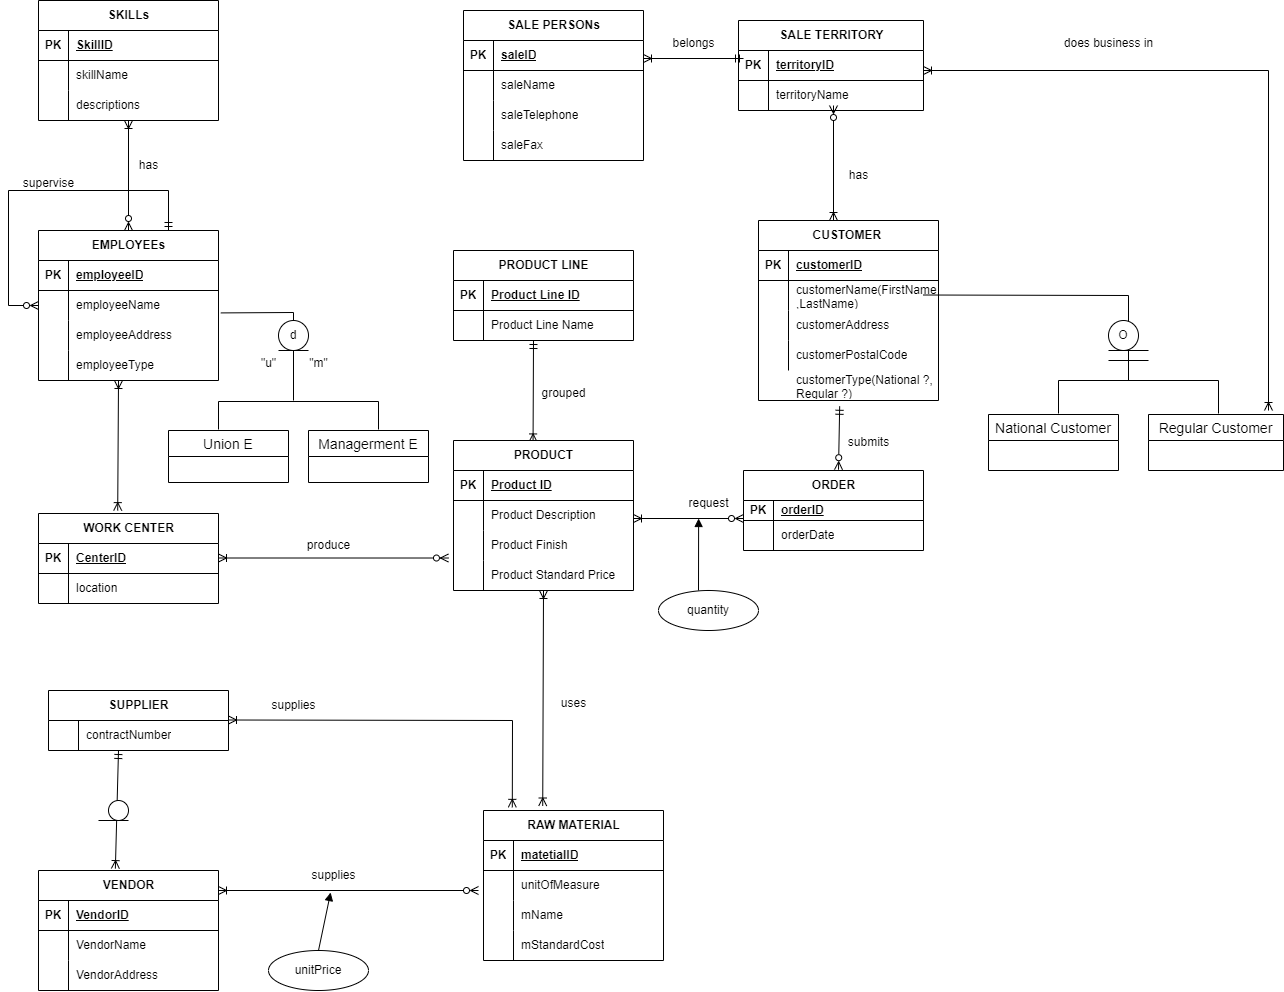 SKILLs
PK SkillID
skillName
descriptions
has
supervise
EMPLOYEEs
PK employeeID
employeeName
employeeAddress
employeeType
d
"u" "m"
Union E
Managerment E
WORK CENTER
PK CenterID
location
produce
SALE PERSONs
PK saleID
saleName
saleTelephone
saleFax
belongs
SALE TERRITORY
PK territoryID
territoryName
does business in
has
CUSTOMER
PK customerID
customerName(FirstName
,LastName)
customerAddress
customerPostalCode
customerType(National ?,
Regular ?)
O
National Customer
Regular Customer
submits
PRODUCT LINE
PK Product Line ID
Product Line Name
grouped
PRODUCT
PK Product ID
Product Description
Product Finish
Product Standard Price
request
ORDER
PK orderID
orderDate
quantity
uses
SUPPLIER
contractNumber
supplies
VENDOR
PK VendorID
VendorName
VendorAddress
supplies
unitPrice
RAW MATERIAL
PK matetialID
unitOfMeasure
mName
mStandardCost